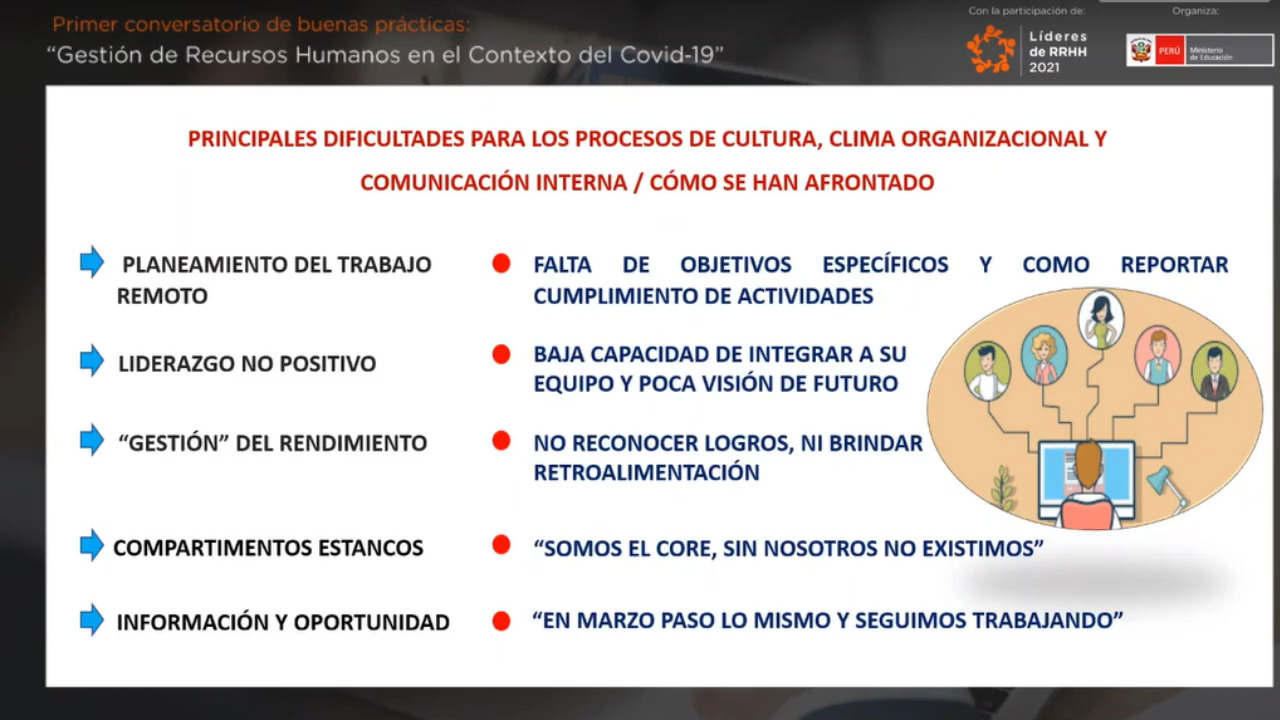 Primer conversatorio de buenas prácticas:
“Gestión de Recursos Humanos en el Contexto del Covid-19”
Con la participación de:
Líderes
de RRHH
2021
Organiza:
PERÚ
Ministerio
de Educación
PRINCIPALES DIFICULTADES PARA LOS PROCESOS DE CULTURA, CLIMA ORGANIZACIONAL Y
COMUNICACIÓN INTERNA / CÓMO SE HAN AFRONTADO
PLANEAMIENTO DEL TRABAJO
REMOTO
FALTA DE OBJETIVOS ESPECÍFICOS Y COMO REPORTAR
CUMPLIMIENTO DE ACTIVIDADES
LIDERAZGO NO POSITIVO
BAJA CAPACIDAD DE INTEGRAR A SU
EQUIPO Y POCA VISIÓN DE FUTURO
“GESTIÓN” DEL RENDIMIENTO
NO RECONOCER LOGROS, NI BRINDAR
RETROALIMENTACIÓN
COMPARTIMENTOS ESTANCOS
“SOMOS EL CORE, SIN NOSOTROS NO EXISTIMOS”
INFORMACIÓN Y OPORTUNIDAD
“EN MARZO PASO LO MISMO Y SEGUIMOS TRABAJANDO”